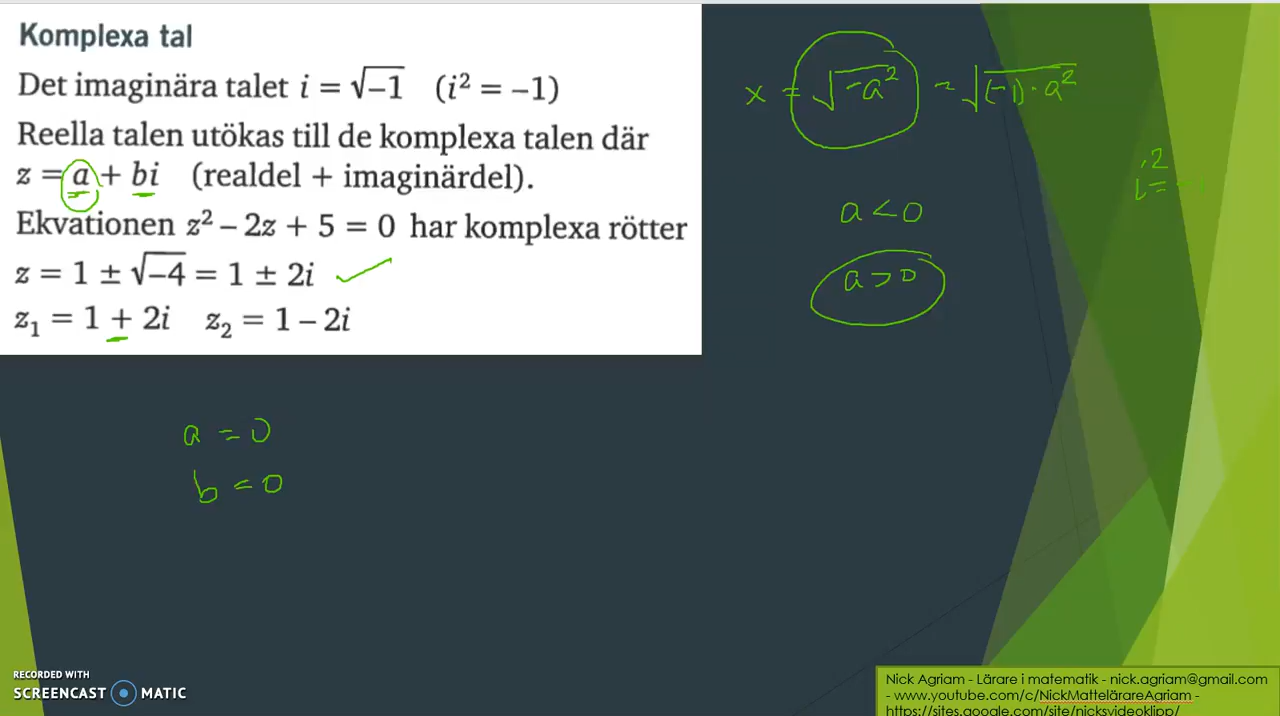 Komplexa tal
Det imaginära talet i = √−1 (i² = −1)
Reella talen utökas till de komplexa talen där
z = a + bi (realdel + imaginärdel).
Ekvationen z² − 2z + 5 = 0 har komplexa rötter
z = 1 ± √−4 = 1 ± 2i
z₁ = 1 + 2i z₂ = 1 − 2i
x = √−a² = √(−1)·a²
i² =
a < 0
a > 0
a = 0
b = 0
RECORDED WITH
SCREENCAST MATIC
Nick Agriam - Lärare i matematik - nick.agriam@gmail.com
- www.youtube.com/c/NickMattelärareAgriam -
https://sites.google.com/site/nicksvideoklipp/